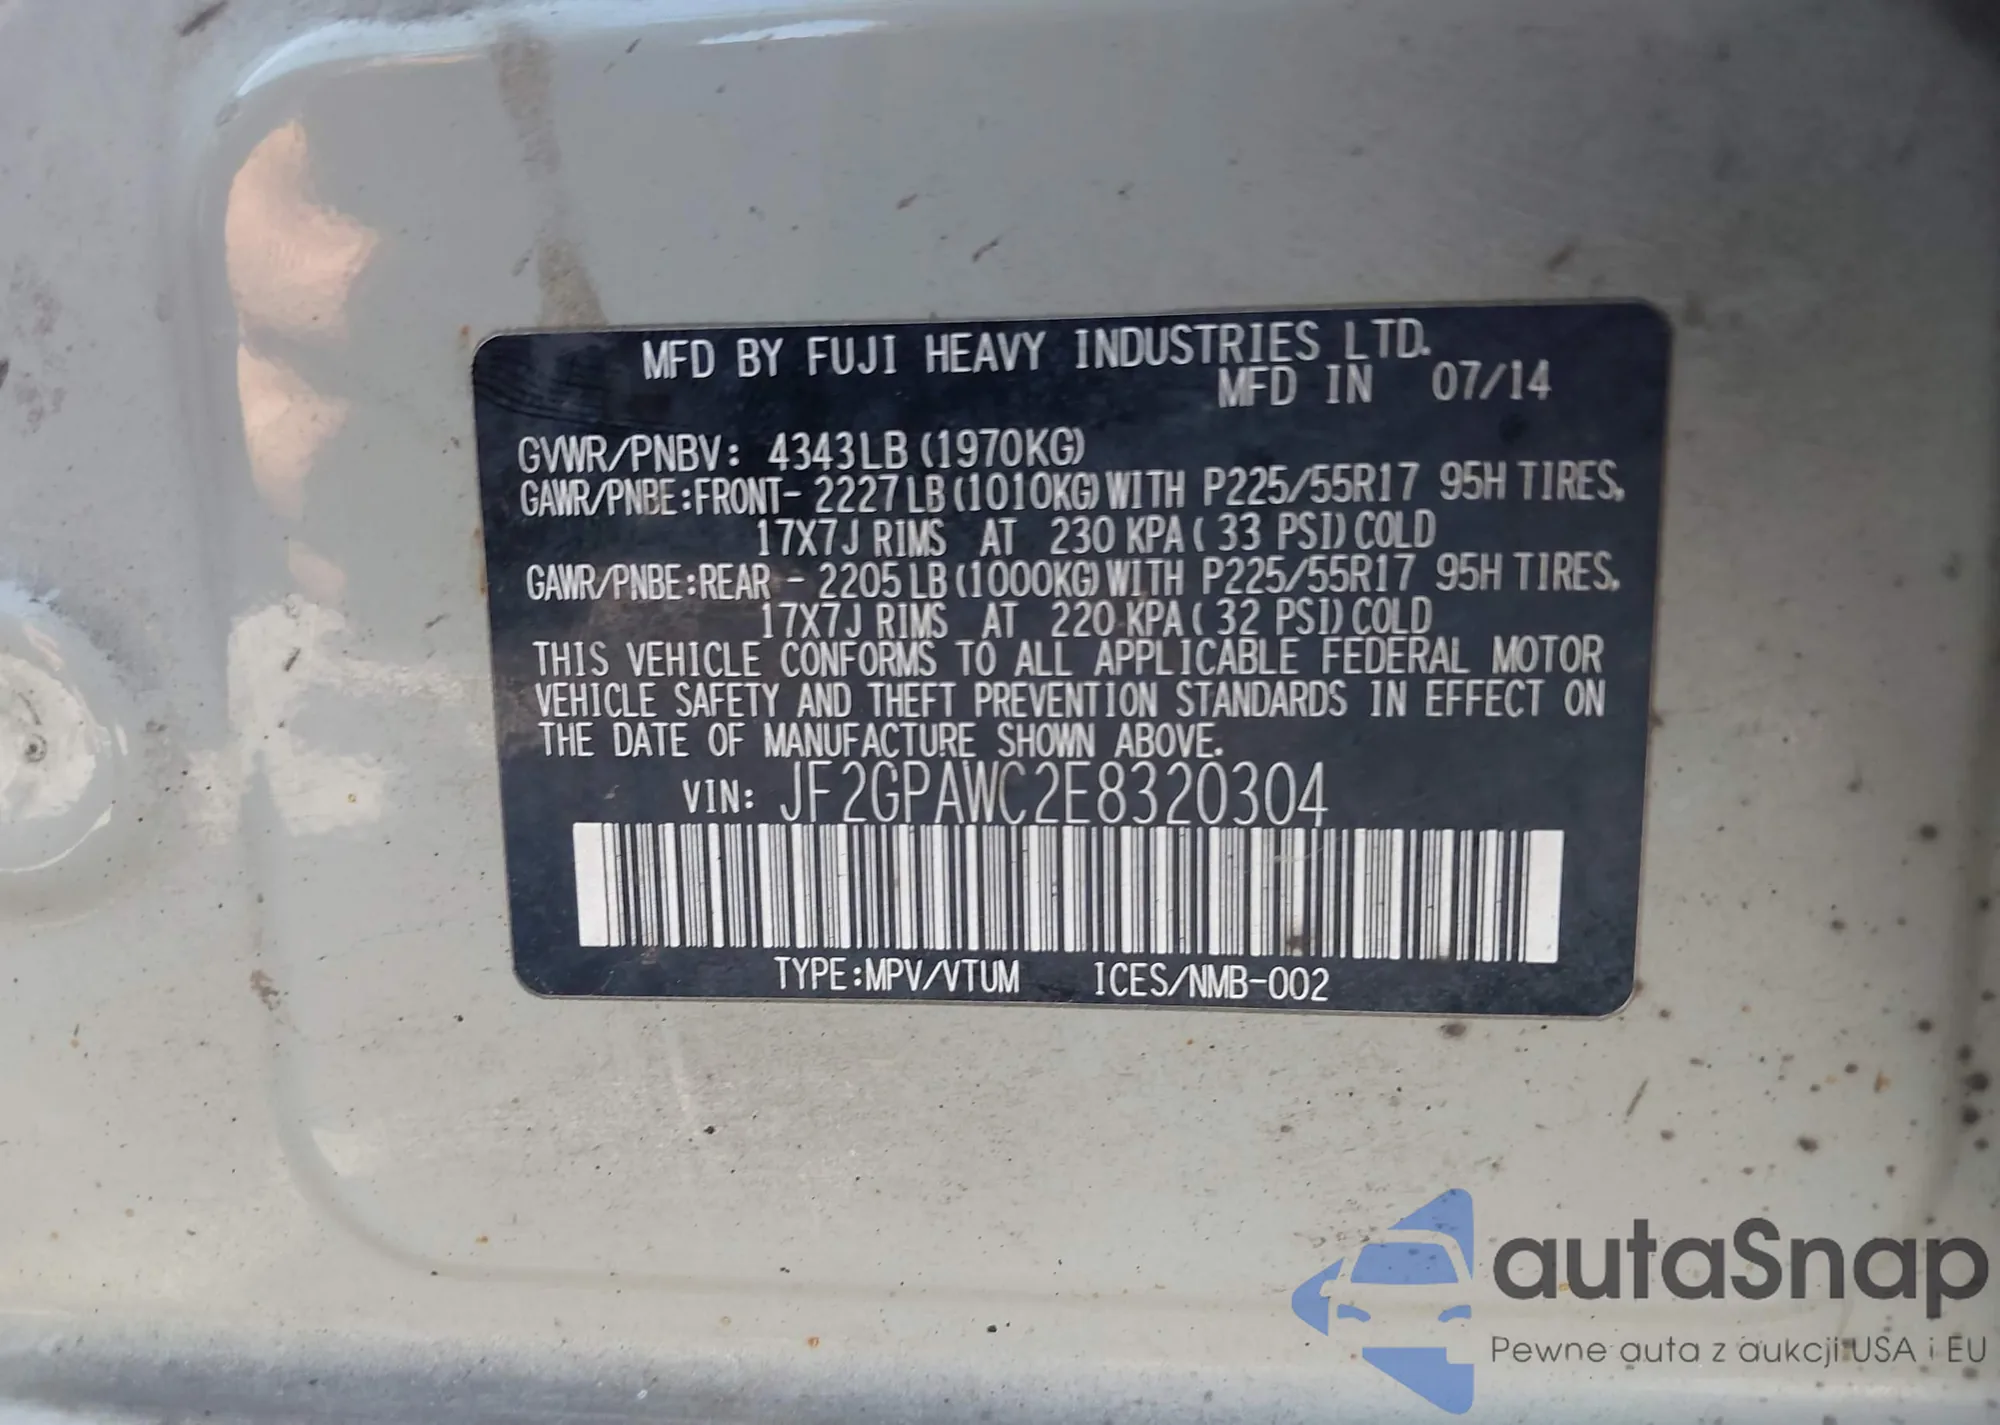 MFD BY FUJI HEAVY INDUSTRIES LTD.
MFD IN 07/14
GVWR/PNBV: 4343LB(1970KG)
GAWR/PNBE:FRONT- 2227LB(1010KG)WITH P225/55R17 95H TIRES,
17X7J RIMS AT 230 KPA( 33 PSI)COLD
GAWR/PNBE:REAR - 2205LB(1000KG)WITH P225/55R17 95H TIRES,
17X7J RIMS AT 220 KPA( 32 PSI)COLD
THIS VEHICLE CONFORMS TO ALL APPLICABLE FEDERAL MOTOR
VEHICLE SAFETY AND THEFT PREVENTION STANDARDS IN EFFECT ON
THE DATE OF MANUFACTURE SHOWN ABOVE.
VIN: JF2GPAWC2E8320304
TYPE:MPV/VTUM ICES/NMB-002
autaSnap
Pewne auta z aukcji USA i EU